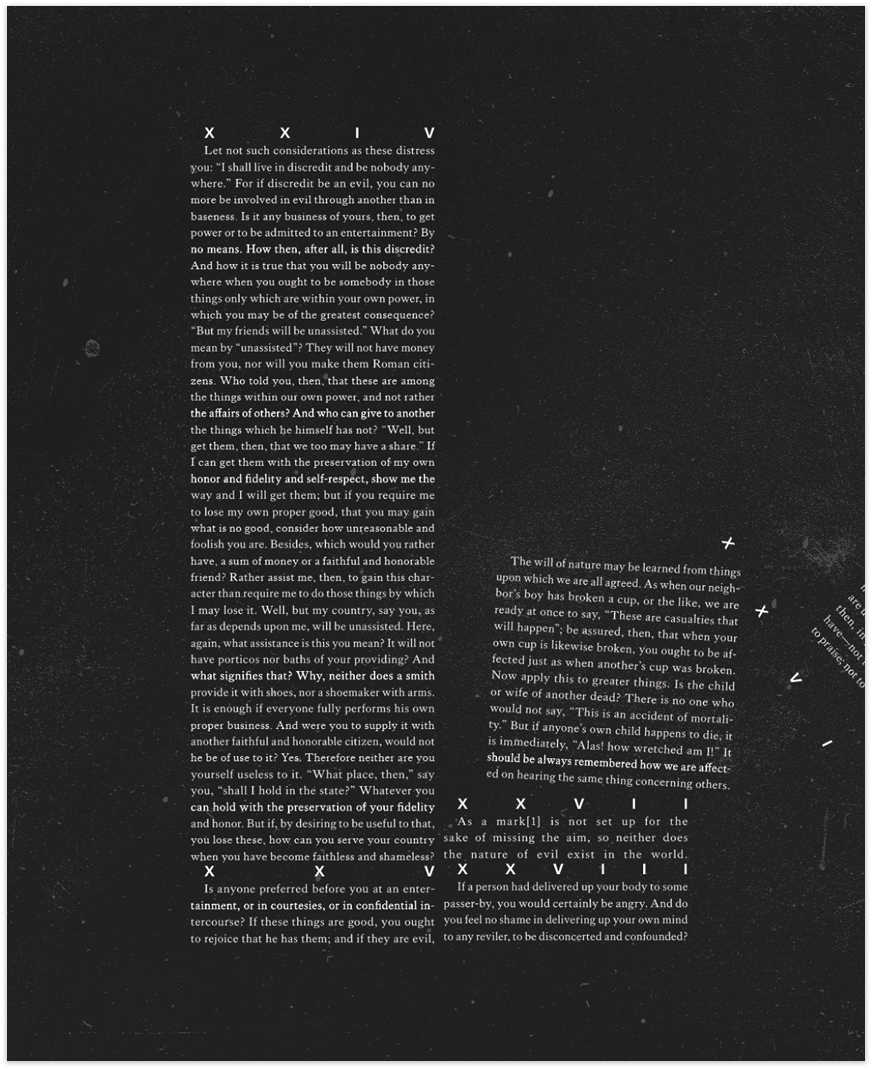 X X I V
Let not such considerations as these distress
you: “I shall live in discredit and be nobody any-
where.” For if discredit be an evil, you can no
more be involved in evil through another than in
baseness. Is it any business of yours, then, to get
power or to be admitted to an entertainment? By
no means. How then, after all, is this discredit?
And how it is true that you will be nobody any-
where when you ought to be somebody in those
things only which are within your own power, in
which you may be of the greatest consequence?
“But my friends will be unassisted.” What do you
mean by “unassisted”? They will not have money
from you, nor will you make them Roman citi-
zens. Who told you, then, that these are among
the things within our own power, and not rather
the affairs of others? And who can give to another
the things which he himself has not? “Well, but
get them, then, that we too may have a share.” If
I can get them with the preservation of my own
honor and fidelity and self-respect, show me the
way and I will get them; but if you require me
to lose my own proper good, that you may gain
what is no good, consider how unreasonable and
foolish you are. Besides, which would you rather
have, a sum of money or a faithful and honorable
friend? Rather assist me, then, to gain this char-
acter than require me to do those things by which
I may lose it. Well, but my country, say you, as
far as depends upon me, will be unassisted. Here,
again, what assistance is this you mean? It will not
have porticos nor baths of your providing? And
what signifies that? Why, neither does a smith
provide it with shoes, nor a shoemaker with arms.
It is enough if everyone fully performs his own
proper business. And were you to supply it with
another faithful and honorable citizen, would not
he be of use to it? Yes. Therefore neither are you
yourself useless to it. “What place, then,” say
you, “shall I hold in the state?” Whatever you
can hold with the preservation of your fidelity
and honor. But if, by desiring to be useful to that,
you lose these, how can you serve your country
when you have become faithless and shameless?
X X V
Is anyone preferred before you at an enter-
tainment, or in courtesies, or in confidential in-
tercourse? If these things are good, you ought
to rejoice that he has them; and if they are evil,
X X V I
The will of nature may be learned from things
upon which we are all agreed. As when our neigh-
bor’s boy has broken a cup, or the like, we are
ready at once to say, “These are casualties that
will happen”; be assured, then, that when your
own cup is likewise broken, you ought to be af-
fected just as when another’s cup was broken.
Now apply this to greater things. Is the child
or wife of another dead? There is no one who
would not say, “This is an accident of mortali-
ty.” But if anyone’s own child happens to die, it
is immediately, “Alas! how wretched am I!” It
should be always remembered how we are affect-
ed on hearing the same thing concerning others.
X X V I I
As a mark[1] is not set up for the
sake of missing the aim, so neither does
the nature of evil exist in the world.
X X V I I I
If a person had delivered up your body to some
passer-by, you would certainly be angry. And do
you feel no shame in delivering up your own mind
to any reviler, to be disconcerted and confounded?
are
then, in
have—not
to praise; not to